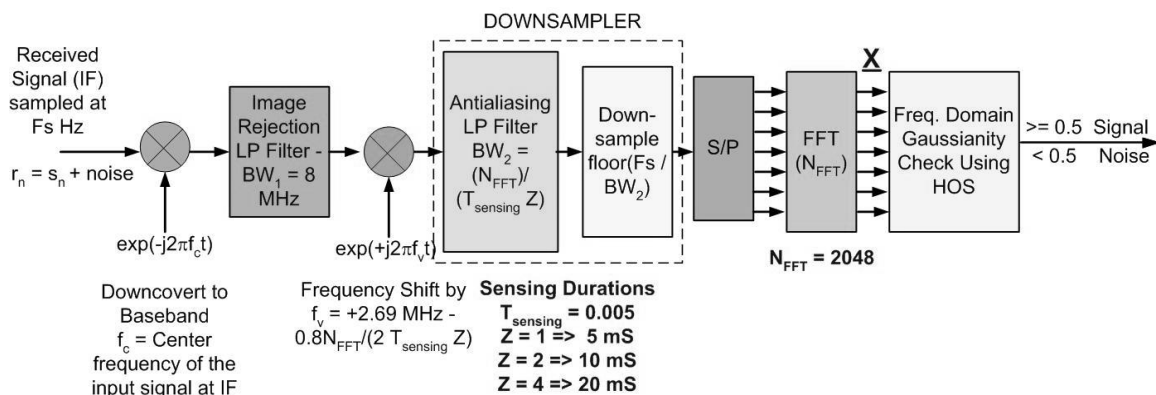 DOWNSAMPLER
Received
Signal (IF)
sampled at
Fs Hz
r_n = s_n + noise
exp(-j2πf_ct)
Downcovert to
Baseband
f_c = Center
frequency of the
input signal at IF
Image
Rejection
LP Filter -
BW_1 = 8
MHz
exp(+j2πf_vt)
Frequency Shift by
f_v = +2.69 MHz -
0.8N_FFT/(2 T_sensing Z)
Antialiasing
LP Filter
BW_2 =
(N_FFT)/
(T_sensing Z)
Down-
sample
floor(Fs /
BW_2)
Sensing Durations
T_sensing = 0.005
Z = 1 => 5 mS
Z = 2 => 10 mS
Z = 4 => 20 mS
S/P
FFT
(N_FFT)
N_FFT = 2048
X
Freq. Domain
Gaussianity
Check Using
HOS
>= 0.5 Signal
< 0.5 Noise